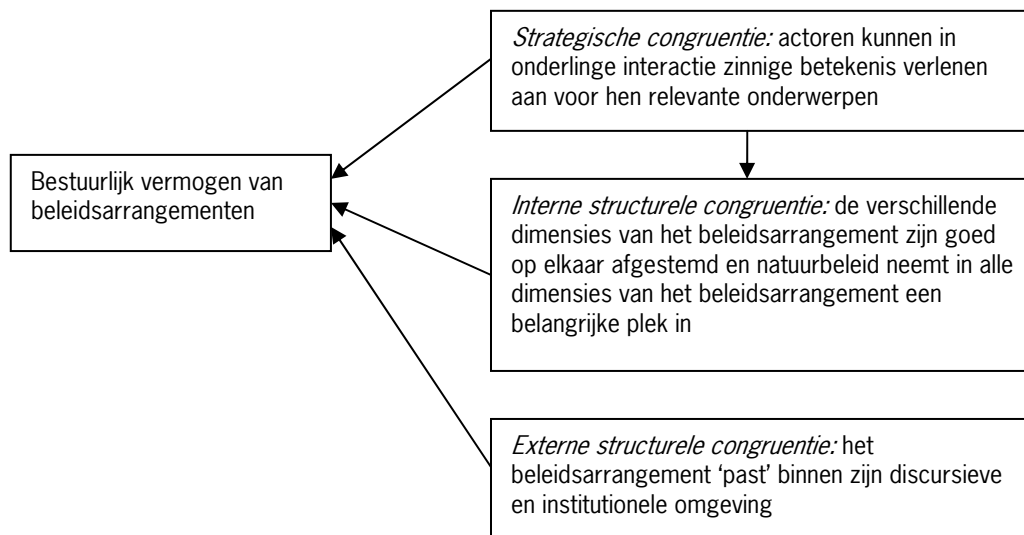 Strategische congruentie: actoren kunnen in
onderlinge interactie zinnige betekenis verlenen
aan voor hen relevante onderwerpen
Bestuurlijk vermogen van
beleidsarrangementen
Interne structurele congruentie: de verschillende
dimensies van het beleidsarrangement zijn goed
op elkaar afgestemd en natuurbeleid neemt in alle
dimensies van het beleidsarrangement een
belangrijke plek in
Externe structurele congruentie: het
beleidsarrangement ‘past’ binnen zijn discursieve
en institutionele omgeving